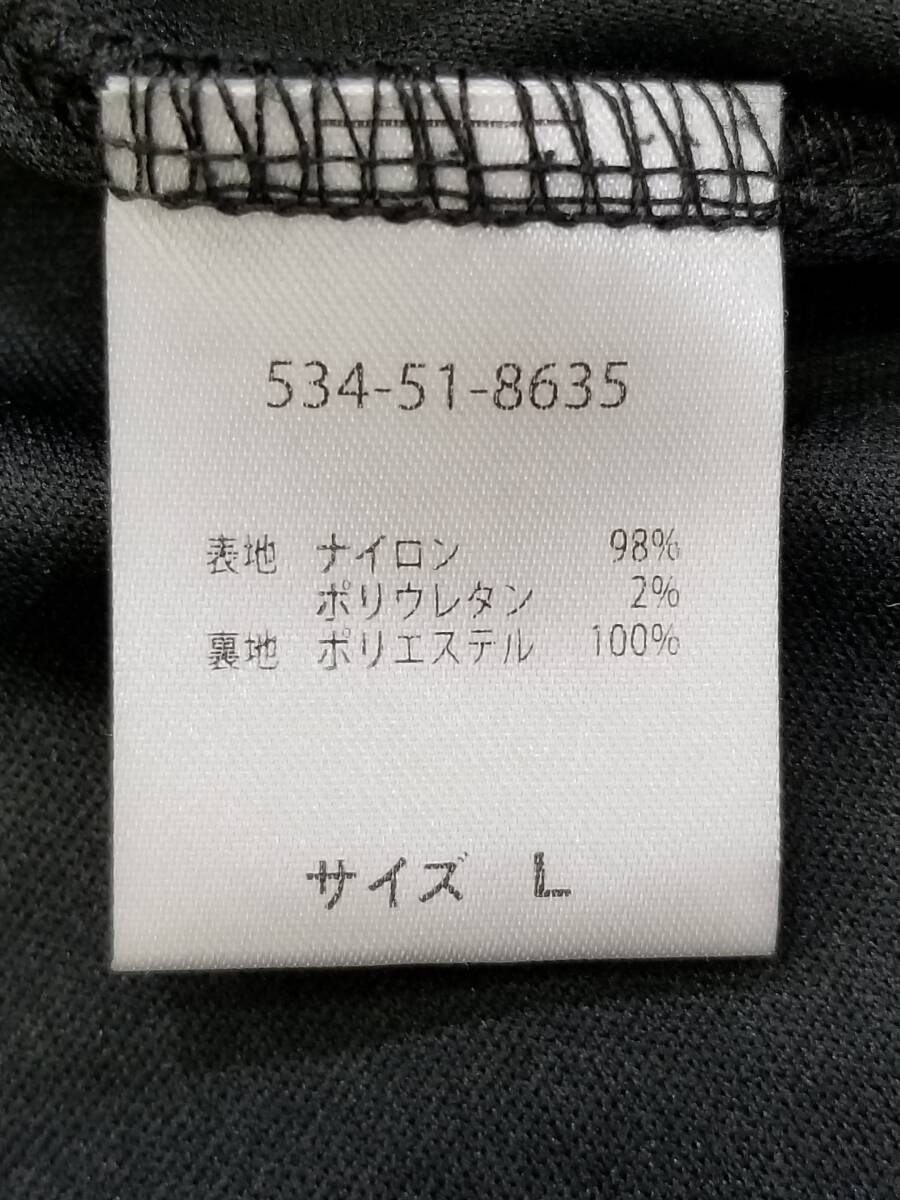 534-51-8635
表地 ナイロン 98%
ポリウレタン 2%
裏地 ポリエステル 100%
サイズ L